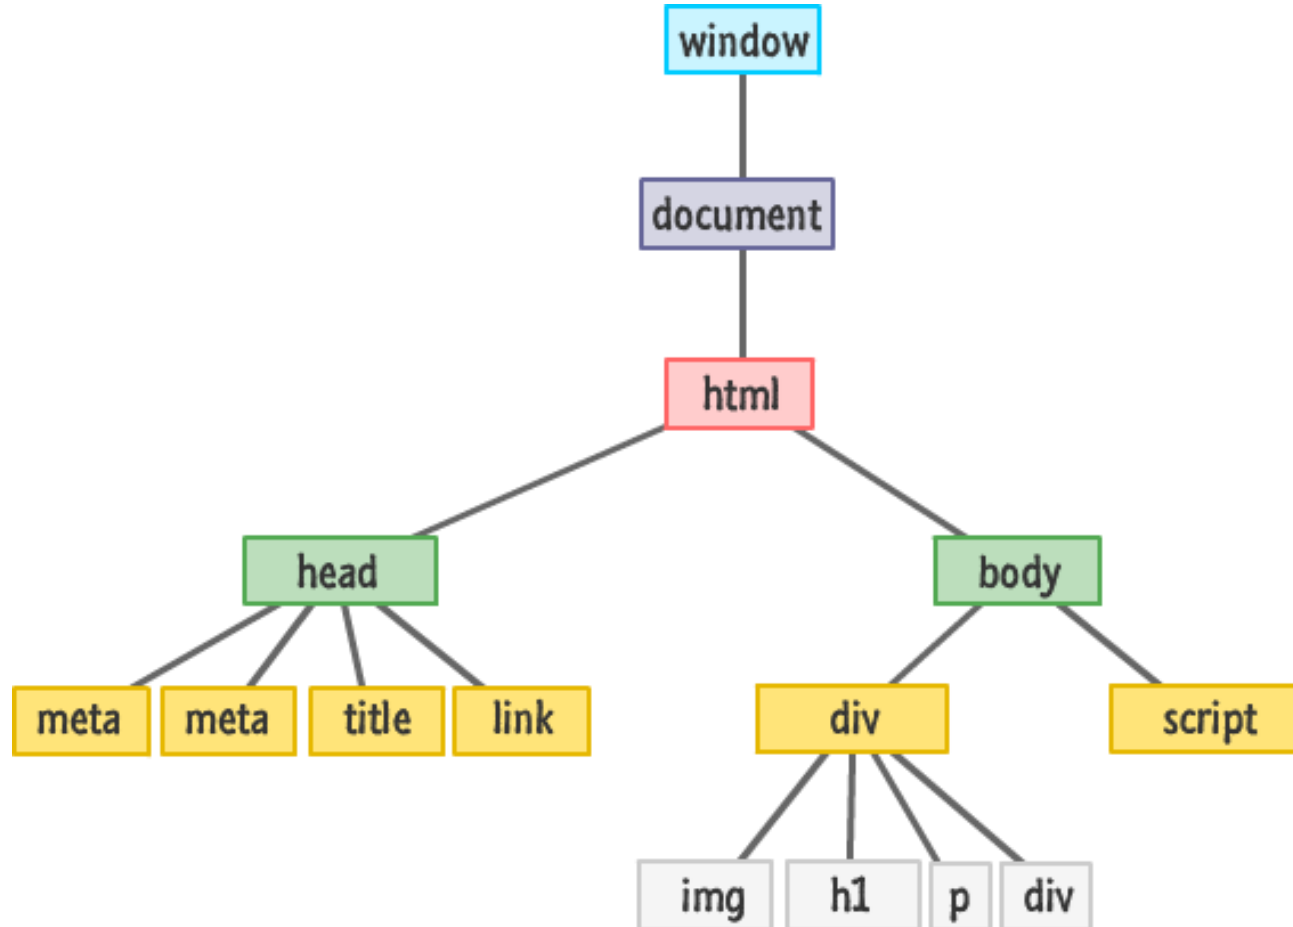 window
document
html
head body
meta meta title link div script
img h1 p div